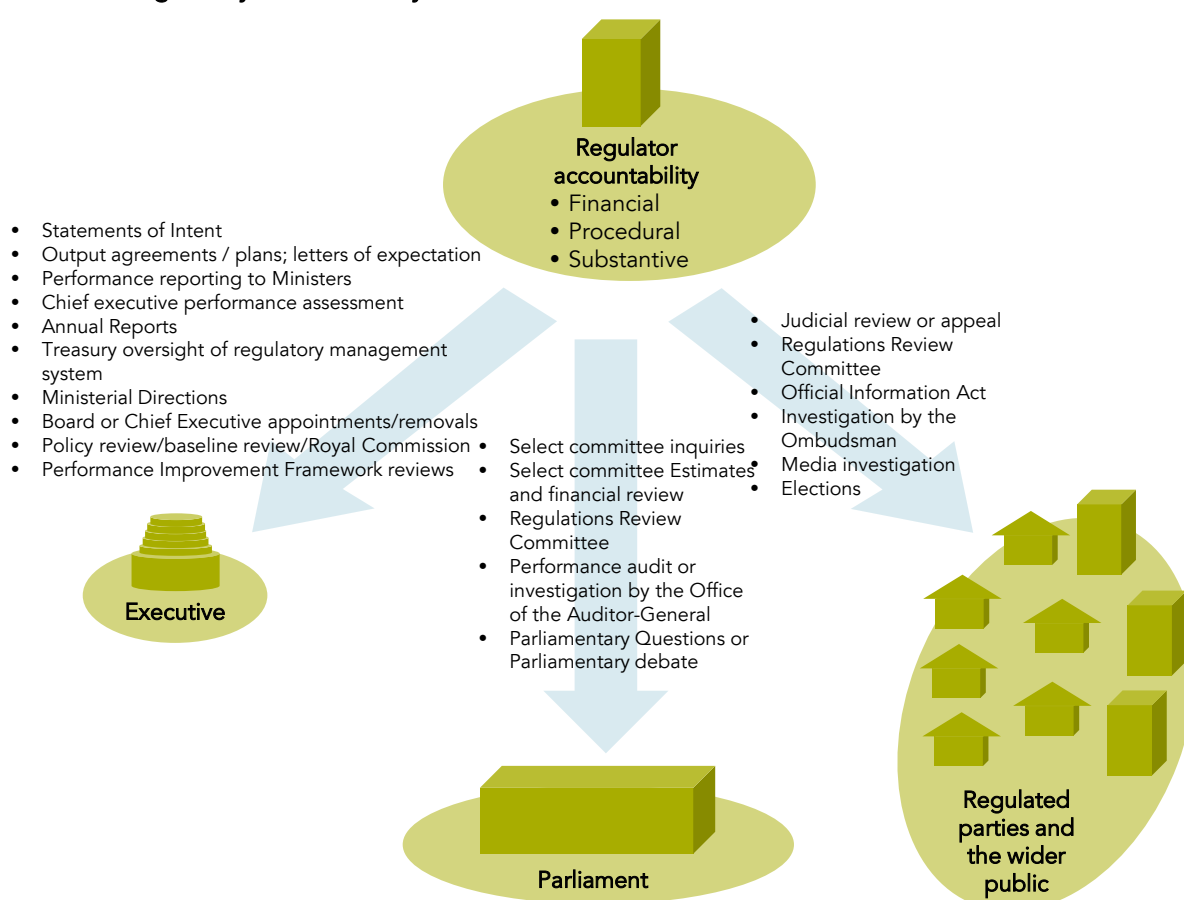 Regulator
accountability
• Financial
• Procedural
• Substantive
• Statements of Intent
• Output agreements / plans; letters of expectation
• Performance reporting to Ministers
• Chief executive performance assessment
• Annual Reports
• Treasury oversight of regulatory management
system
• Ministerial Directions
• Board or Chief Executive appointments/removals
• Policy review/baseline review/Royal Commission
• Performance Improvement Framework reviews
• Select committee inquiries
• Select committee Estimates
and financial review
• Regulations Review
Committee
• Performance audit or
investigation by the Office
of the Auditor-General
• Parliamentary Questions or
Parliamentary debate
• Judicial review or appeal
• Regulations Review
Committee
• Official Information Act
• Investigation by the
Ombudsman
• Media investigation
• Elections
Executive
Parliament
Regulated
parties and
the wider
public